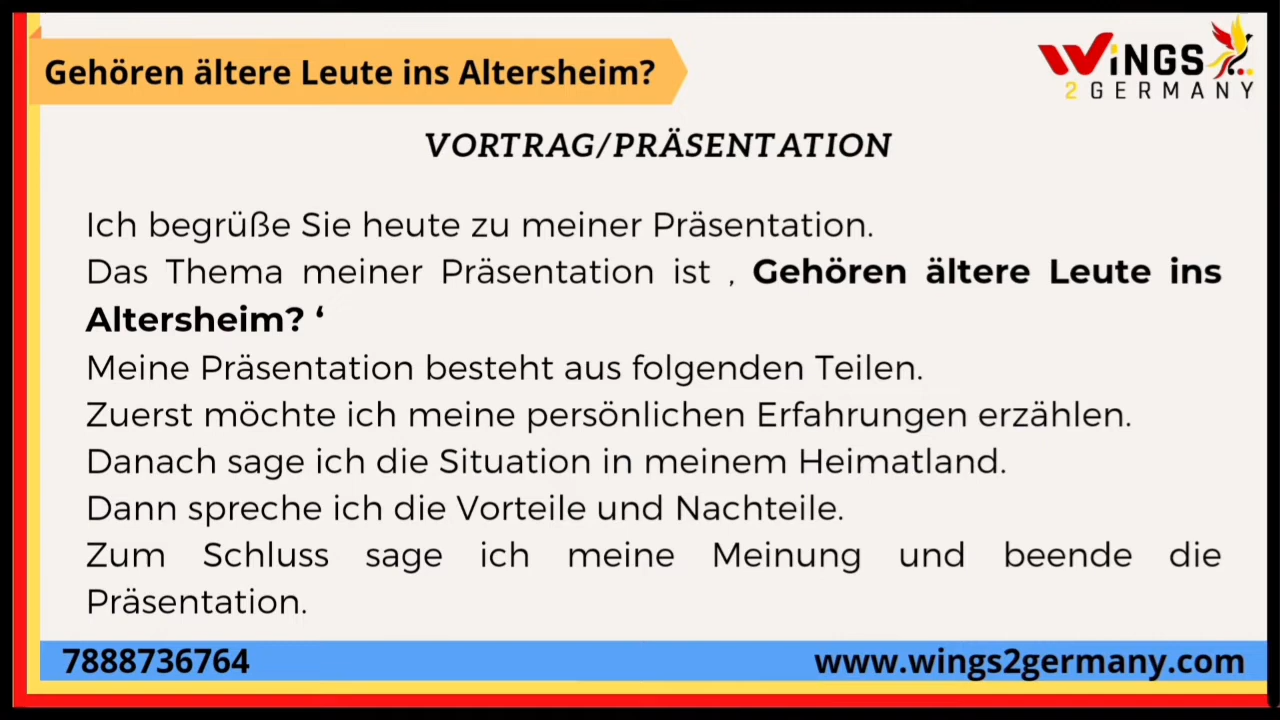 Gehören ältere Leute ins Altersheim?
WiNGS
2 GERMANY
VORTRAG/PRÄSENTATION
Ich begrüße Sie heute zu meiner Präsentation.
Das Thema meiner Präsentation ist , Gehören ältere Leute ins
Altersheim? ‘
Meine Präsentation besteht aus folgenden Teilen.
Zuerst möchte ich meine persönlichen Erfahrungen erzählen.
Danach sage ich die Situation in meinem Heimatland.
Dann spreche ich die Vorteile und Nachteile.
Zum Schluss sage ich meine Meinung und beende die
Präsentation.
7888736764
www.wings2germany.com